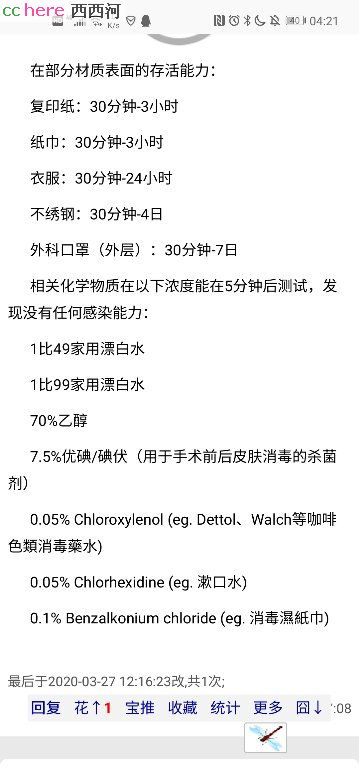 cchere 西西河
K/s 40 04:21
在部分材质表面的存活能力：
复印纸：30分钟-3小时
纸巾：30分钟-3小时
衣服：30分钟-24小时
不绣钢：30分钟-4日
外科口罩（外层）：30分钟-7日
相关化学物质在以下浓度能在5分钟后测试，发
现没有任何感染能力：
1比49家用漂白水
1比99家用漂白水
70%乙醇
7.5%优碘/碘伏（用于手术前后皮肤消毒的杀菌
剂）
0.05% Chloroxylenol (eg. Dettol、Walch等咖啡
色類消毒藥水)
0.05% Chlorhexidine (eg. 漱口水)
0.1% Benzalkonium chloride (eg. 消毒濕紙巾)
最后于2020-03-27 12:16:23改,共1次;
回复 花↑1 宝推 收藏 统计 更多 囧↓ :08